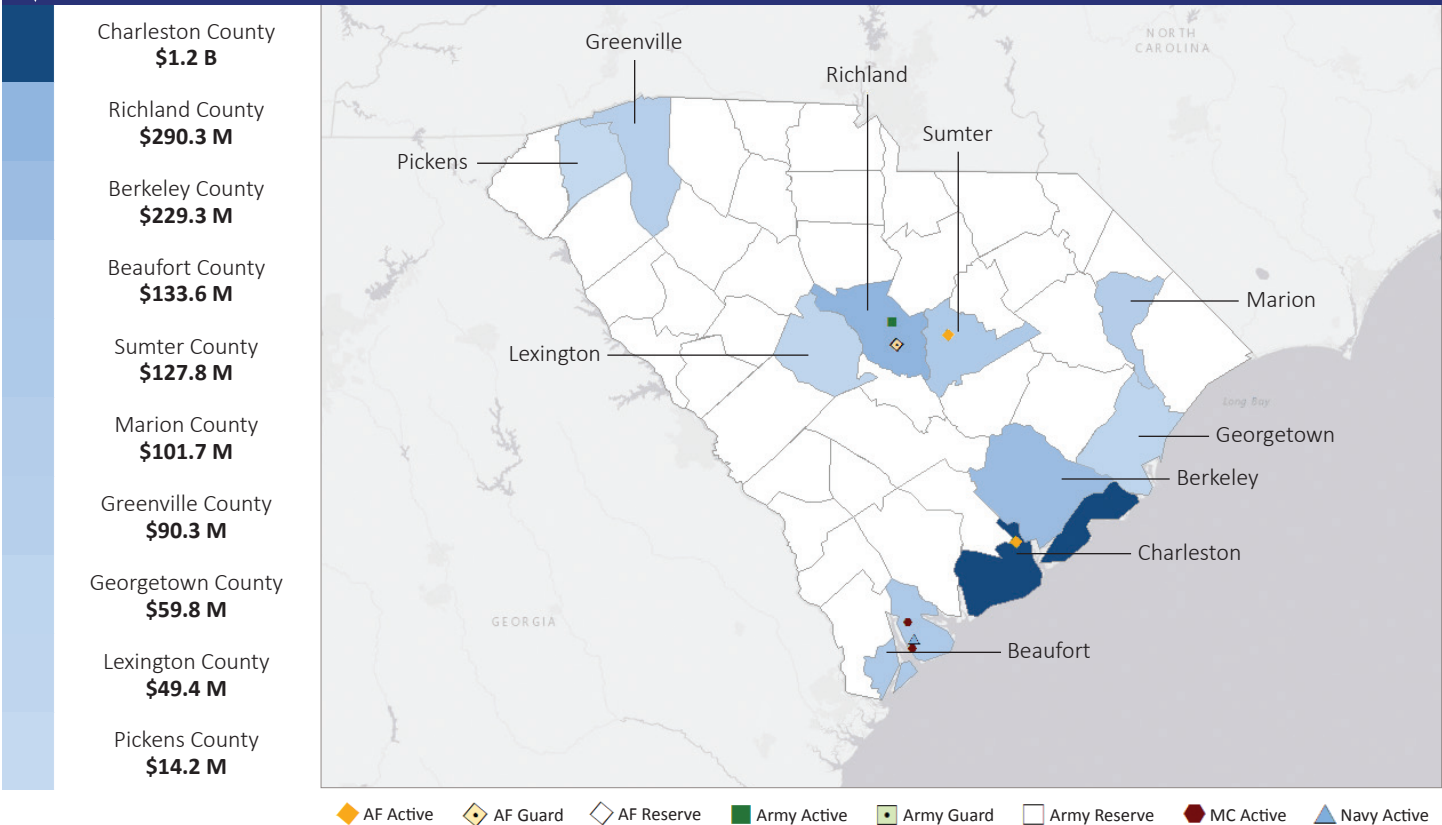 Charleston County
$1.2 B
Richland County
$290.3 M
Berkeley County
$229.3 M
Beaufort County
$133.6 M
Sumter County
$127.8 M
Marion County
$101.7 M
Greenville County
$90.3 M
Georgetown County
$59.8 M
Lexington County
$49.4 M
Pickens County
$14.2 M
NORTH
CAROLINA
Greenville
Richland
Sumter
Pickens
Marion
Lexington
Long Bay
Georgetown
Berkeley
Charleston
GEORGIA
Beaufort
AF Active
AF Guard
AF Reserve
Army Active
Army Guard
Army Reserve
MC Active
Navy Active